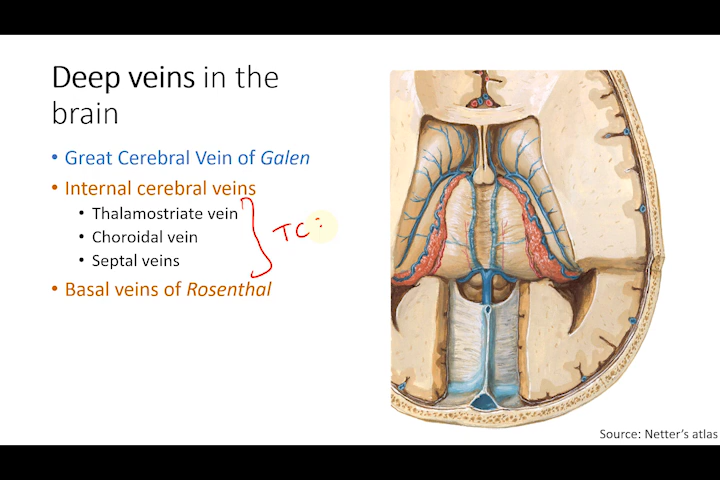 Deep veins in the
brain
• Great Cerebral Vein of Galen
• Internal cerebral veins
• Thalamostriate vein
• Choroidal vein
• Septal veins
TC
• Basal veins of Rosenthal
Source: Netter's atlas